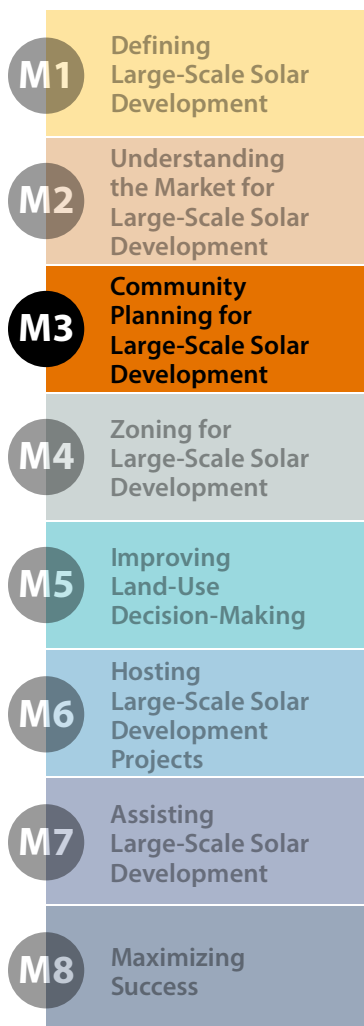 M1
Defining
Large-Scale Solar
Development
M2
Understanding
the Market for
Large-Scale Solar
Development
M3
Community
Planning for
Large-Scale Solar
Development
M4
Zoning for
Large-Scale Solar
Development
M5
Improving
Land-Use
Decision-Making
M6
Hosting
Large-Scale Solar
Development
Projects
M7
Assisting
Large-Scale Solar
Development
M8
Maximizing
Success